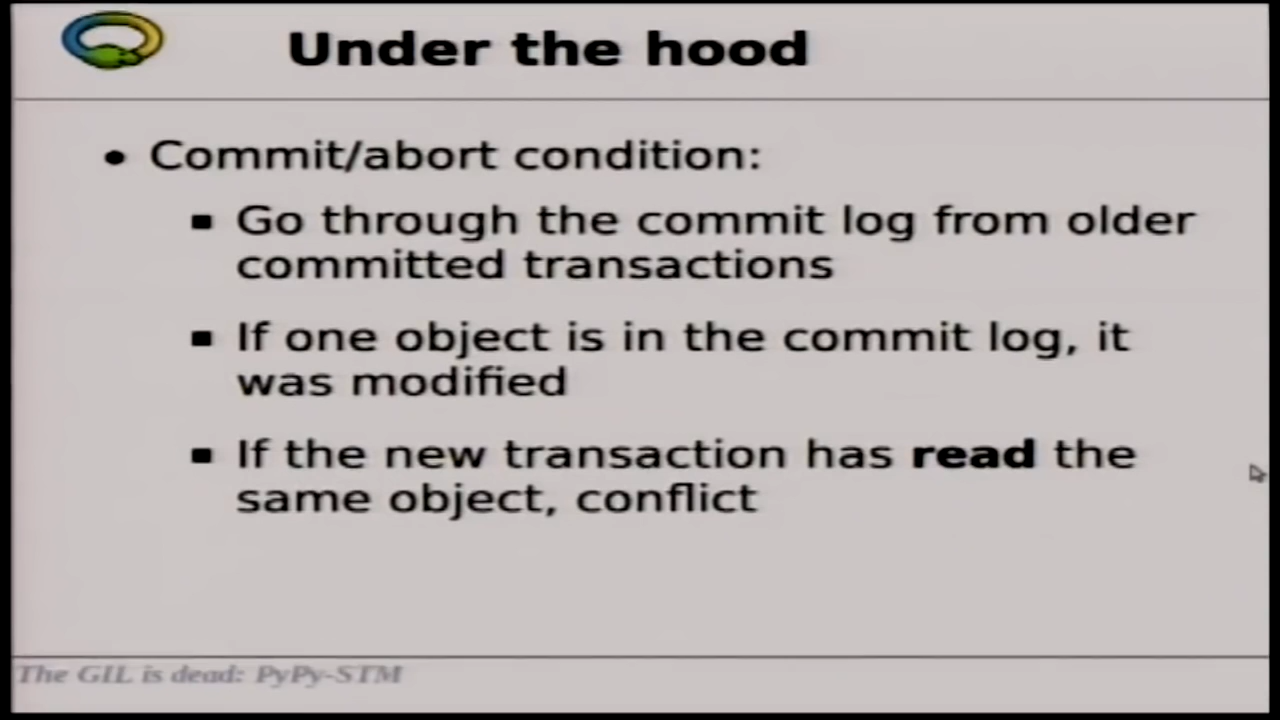 Under the hood
Commit/abort condition:
Go through the commit log from older
committed transactions
If one object is in the commit log, it
was modified
If the new transaction has read the
same object, conflict
The GIL is dead: PyPy-STM